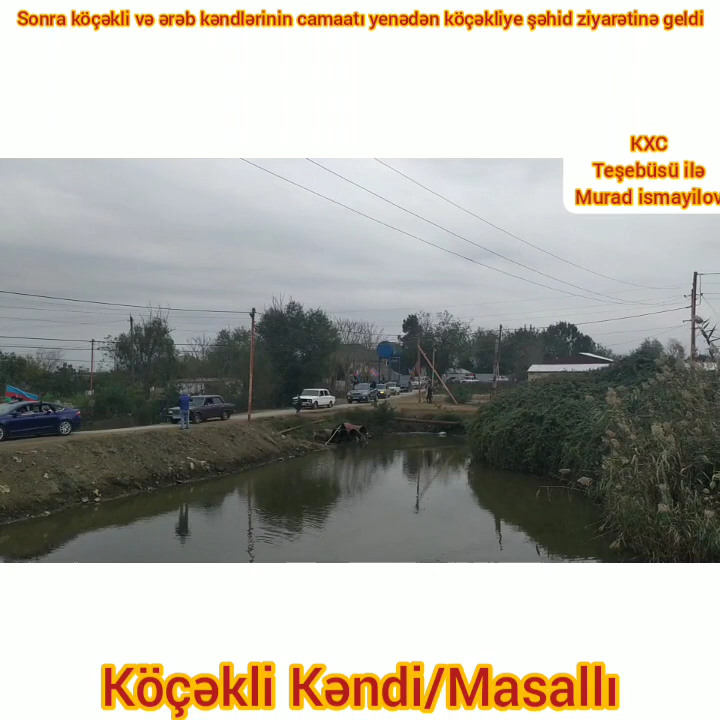 Sonra köçəkli və ərəb kəndlərinin camaatı yenədən köçəkliye şəhid ziyarətinə geldi
KXC
Teşebüsü ilə
Murad ismayilov
Köçəkli Kəndi/Masallı